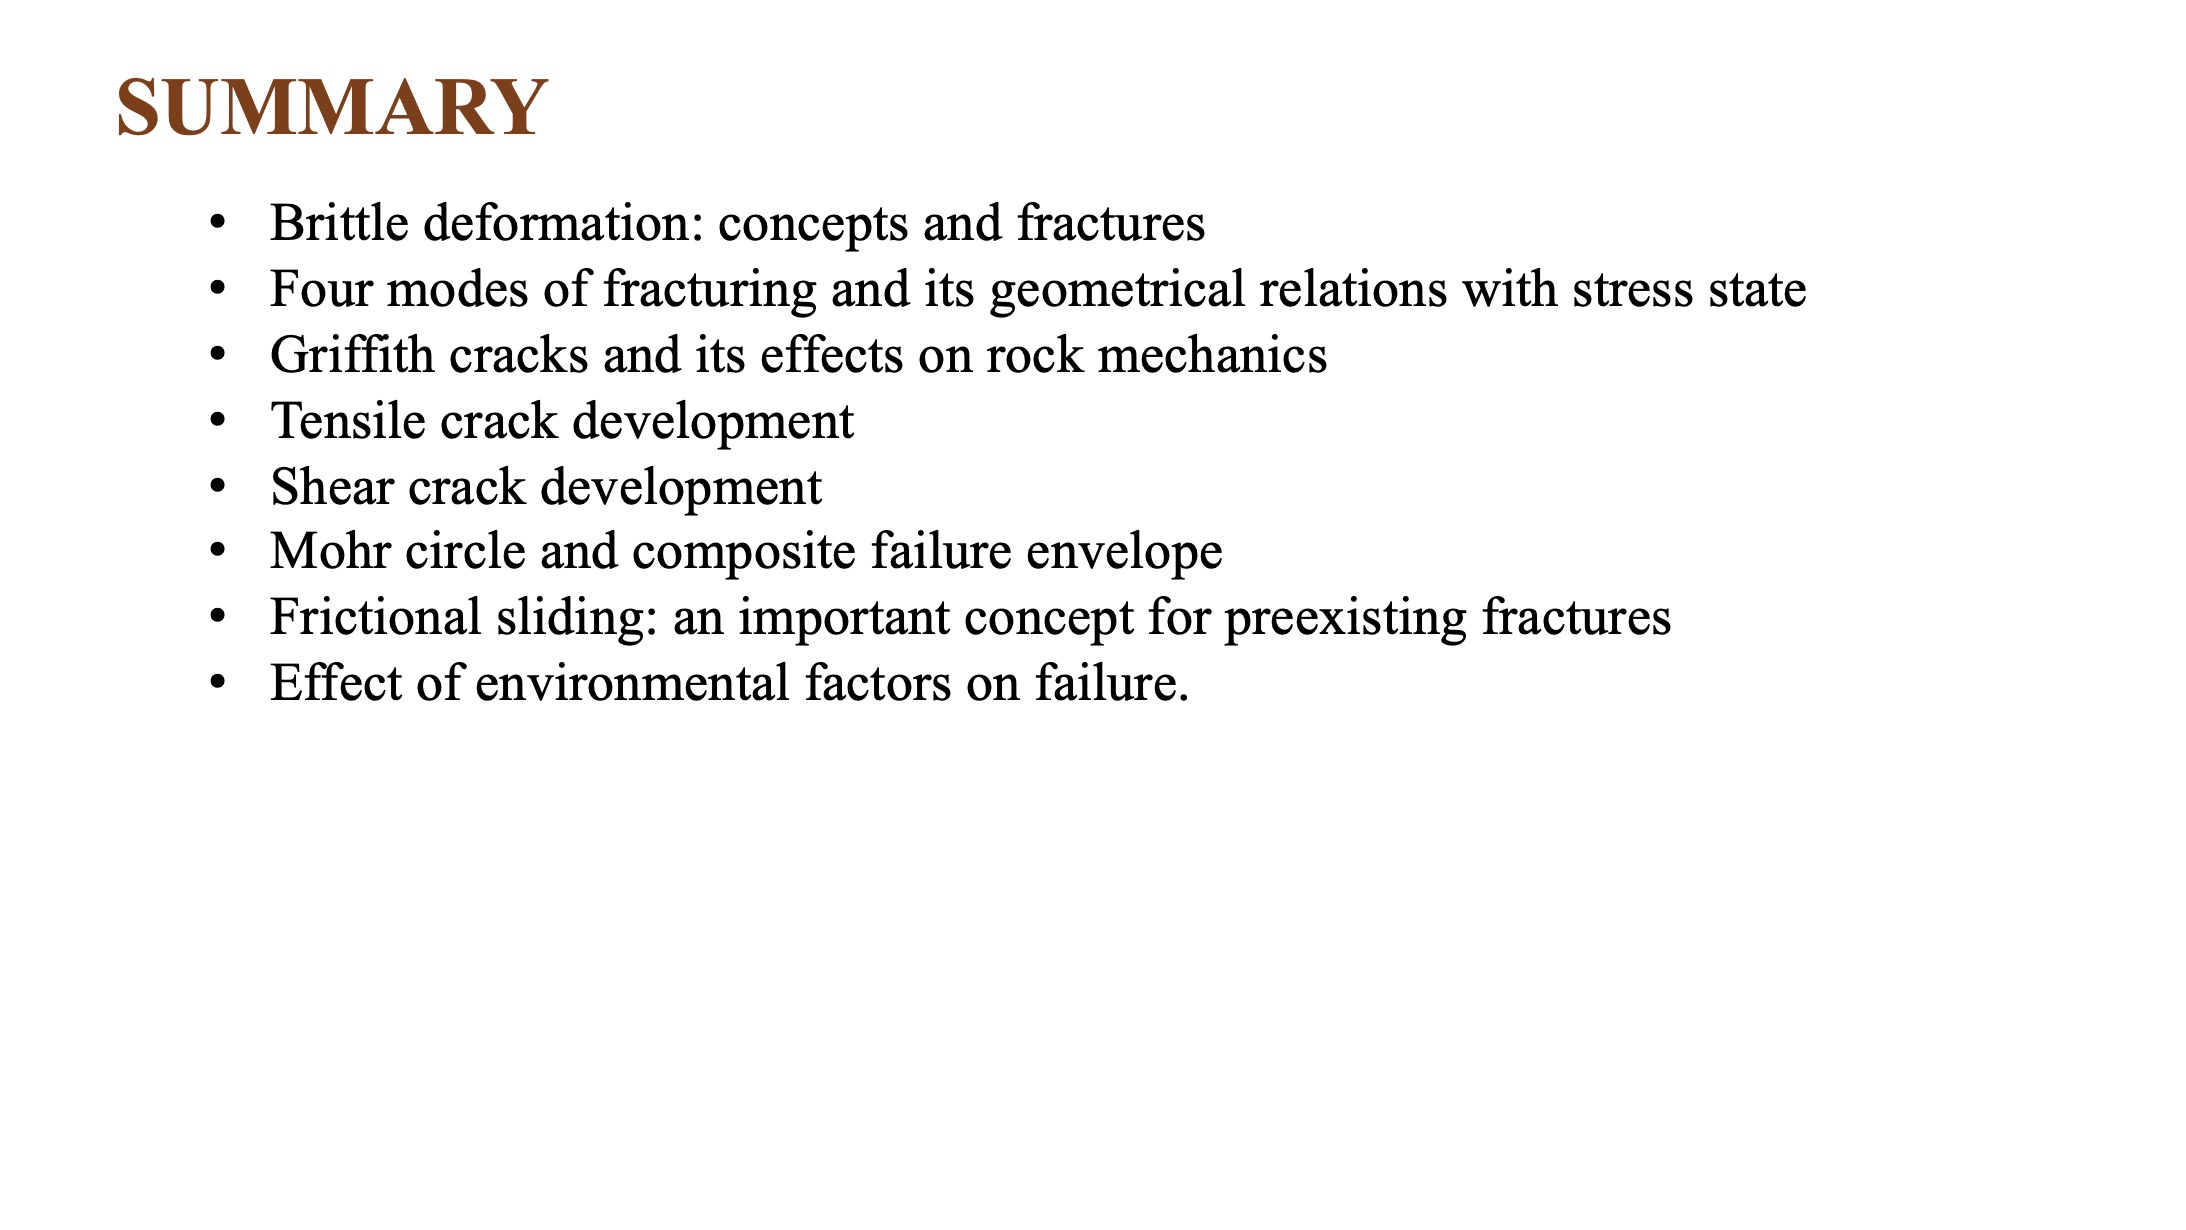 SUMMARY
• Brittle deformation: concepts and fractures
• Four modes of fracturing and its geometrical relations with stress state
• Griffith cracks and its effects on rock mechanics
• Tensile crack development
• Shear crack development
• Mohr circle and composite failure envelope
• Frictional sliding: an important concept for preexisting fractures
• Effect of environmental factors on failure.